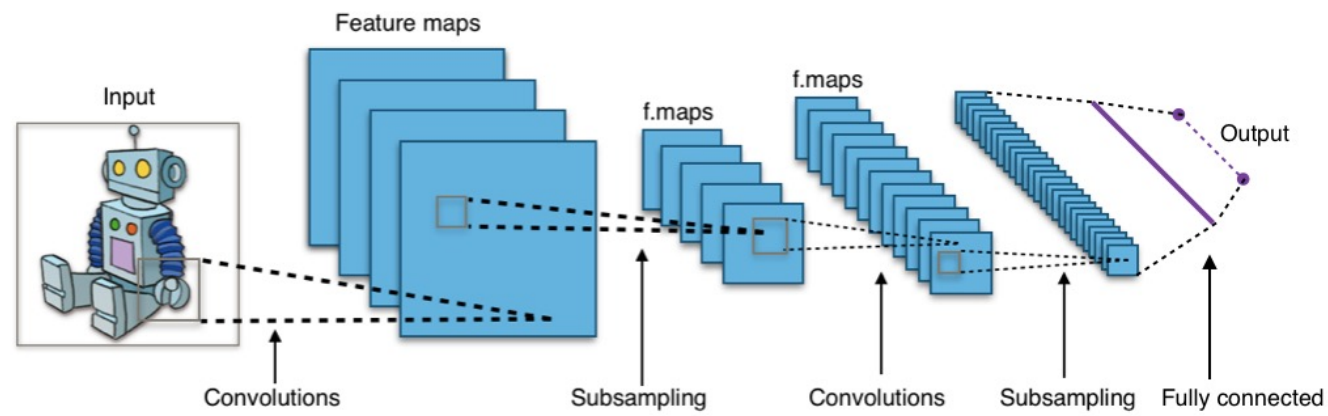 Feature maps
Input
f.maps
f.maps
Output
Convolutions
Subsampling
Convolutions
Subsampling
Fully connected